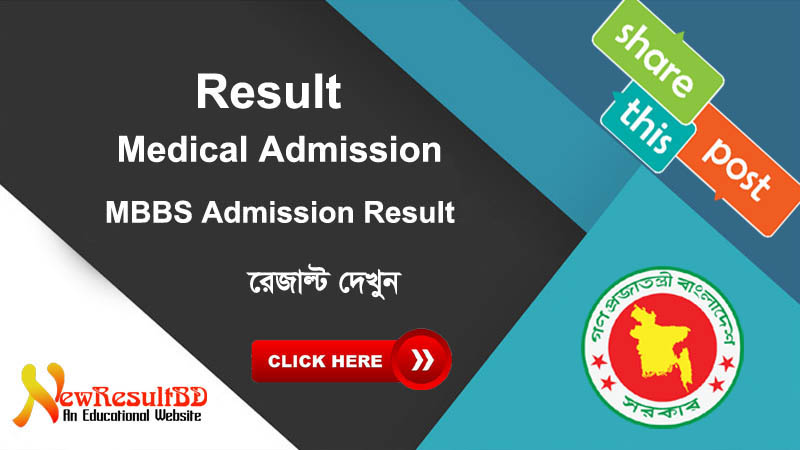 Result
Medical Admission
MBBS Admission Result
রেজাল্ট দেখুন
CLICK HERE
NewResultBD
An Educational Website
share
this
post
গণপ্রজাতন্ত্রী বাংলাদেশ
সরকার